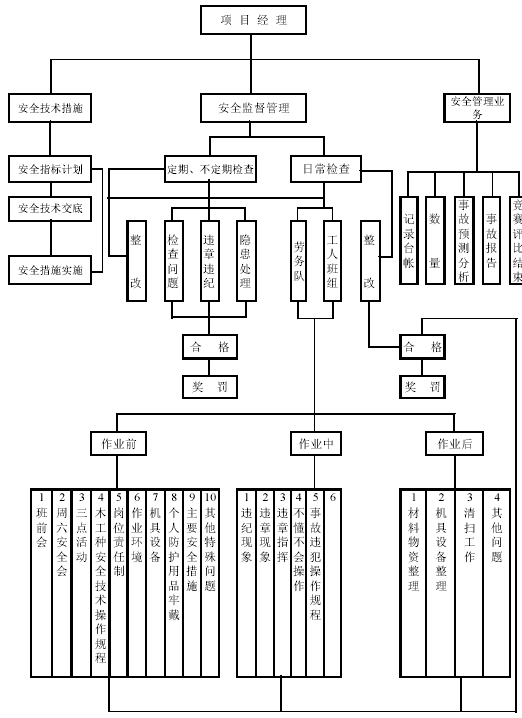 项目经理
安全技术措施
安全监督管理
安全管理业
务
安全指标计划
定期、不定期检查
日常检查
安全技术交底
安全措施实施
整改
检查问题
违章违纪
隐患处理
劳务队
工人班组
整改
记录台帐
数量
事故预测分析
事故报告
竞赛评比结束
合格
合格
奖罚
奖罚
作业前
作业中
作业后
1班前会
2周六安全会
3三点活动
4木工种安全技术操作规程
5岗位责任制
6作业环境
7机具设备
8个人防护用品牢戴
9主要安全措施
10其他特殊问题
1违纪现象
2违章现象
3违章指挥
4不懂不会操作
5事故违犯操作规程
6
1材料物资整理
2机具设备整理
3清扫工作
4其他问题